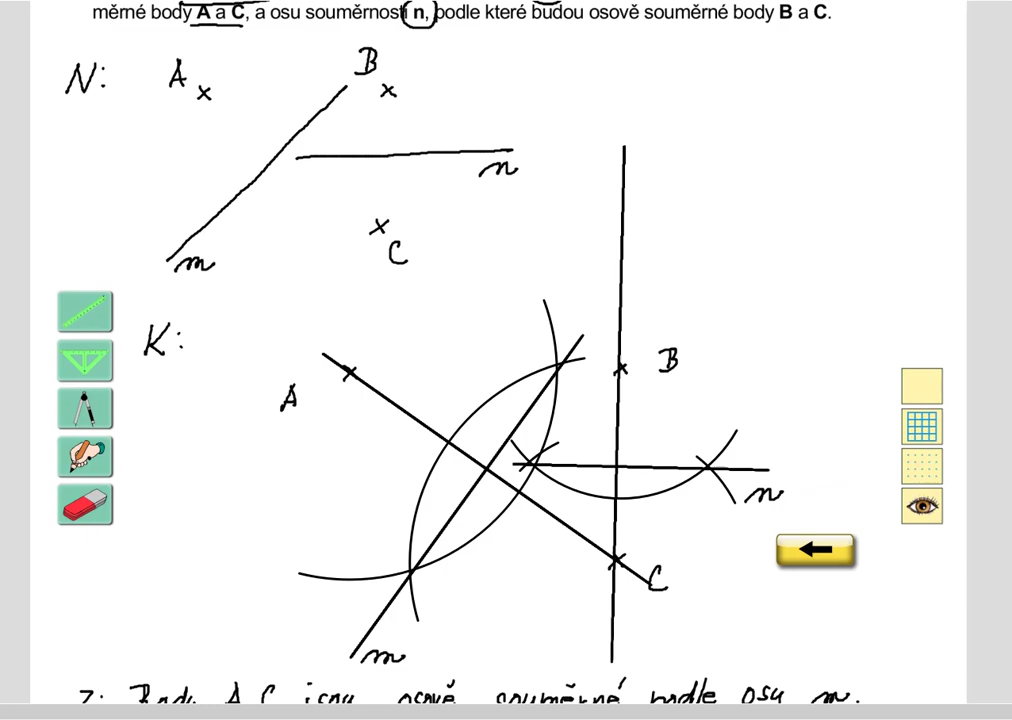 měrné body A a C, a osu souměrnosti n, podle které budou osově souměrné body B a C.
N:
A
B
n
m
C
K:
A
B
n
C
m
Z: Body A C jsou osově souměrné podle osy m.